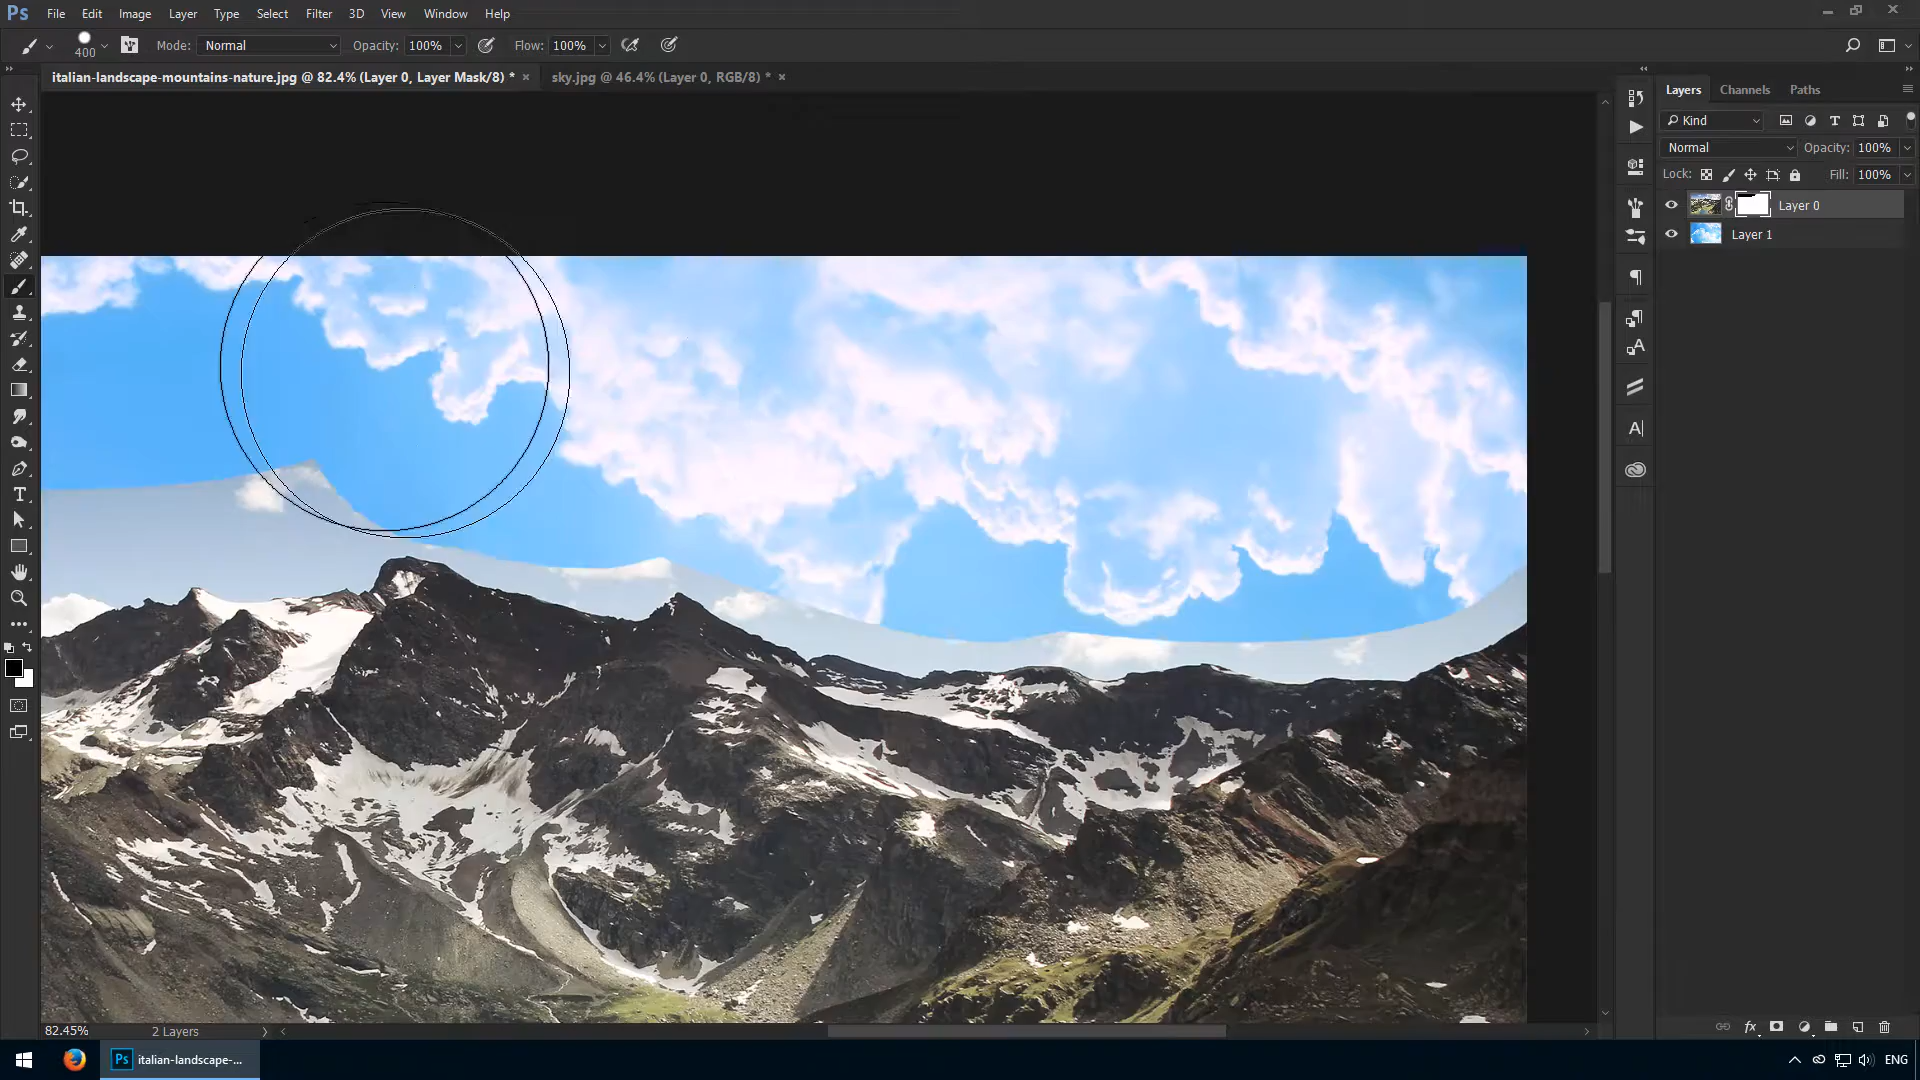 Ps File Edit Image Layer Type Select Filter 3D View Window Help
400 Mode: Normal Opacity: 100% Flow: 100%
italian-landscape-mountains-nature.jpg @ 82.4% (Layer 0, Layer Mask/8) * × sky.jpg @ 46.4% (Layer 0, RGB/8) * ×
Layers Channels Paths
Kind
Normal Opacity: 100%
Lock: Fill: 100%
Layer 0
Layer 1
82.45% 2 Layers
Ps italian-landscape-... ENG